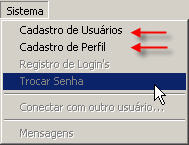 Sistema
Cadastro de Usuários
Cadastro de Perfil
Registro de Login's
Trocar Senha
Conectar com outro usuário...
Mensagens